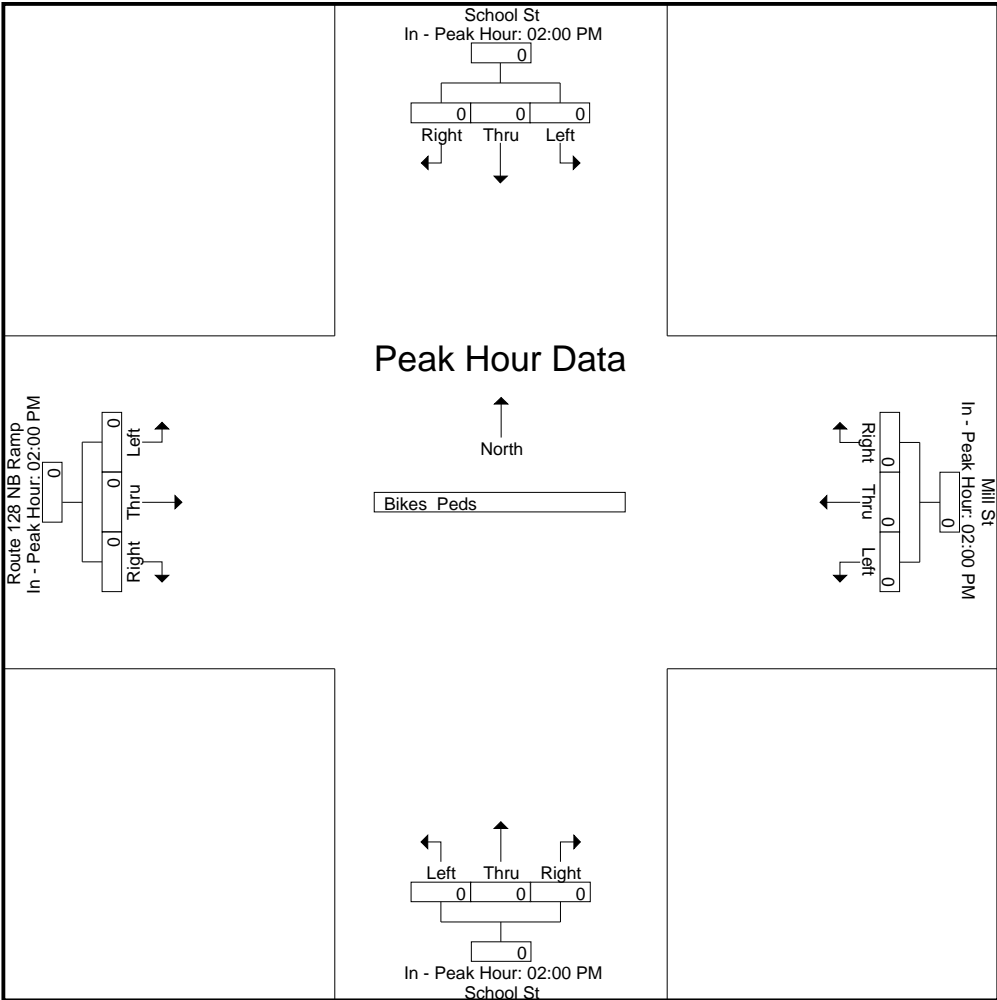 School St
In - Peak Hour: 02:00 PM
0
0 0 0
Right Thru Left
Peak Hour Data
North
Bikes Peds
Route 128 NB Ramp
In - Peak Hour: 02:00 PM
0
0 0 0
Left Thru Right
Mill St
In - Peak Hour: 02:00 PM
0
0 0 0
Right Thru Left
Left Thru Right
0 0 0
0
In - Peak Hour: 02:00 PM
School St